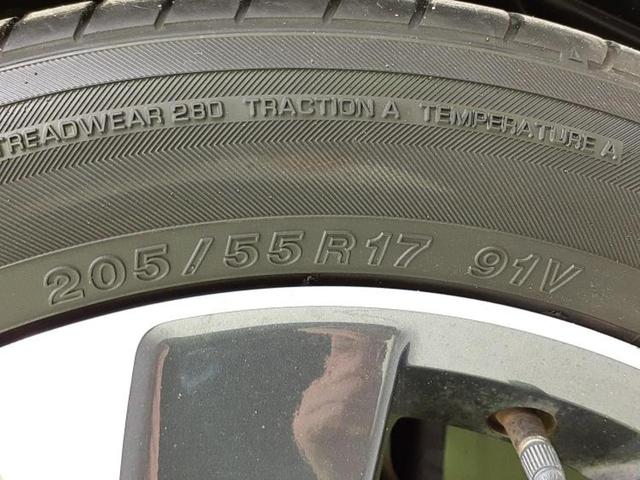 TREADWEAR 280 TRACTION A TEMPERATURE A
205/55R17 91V